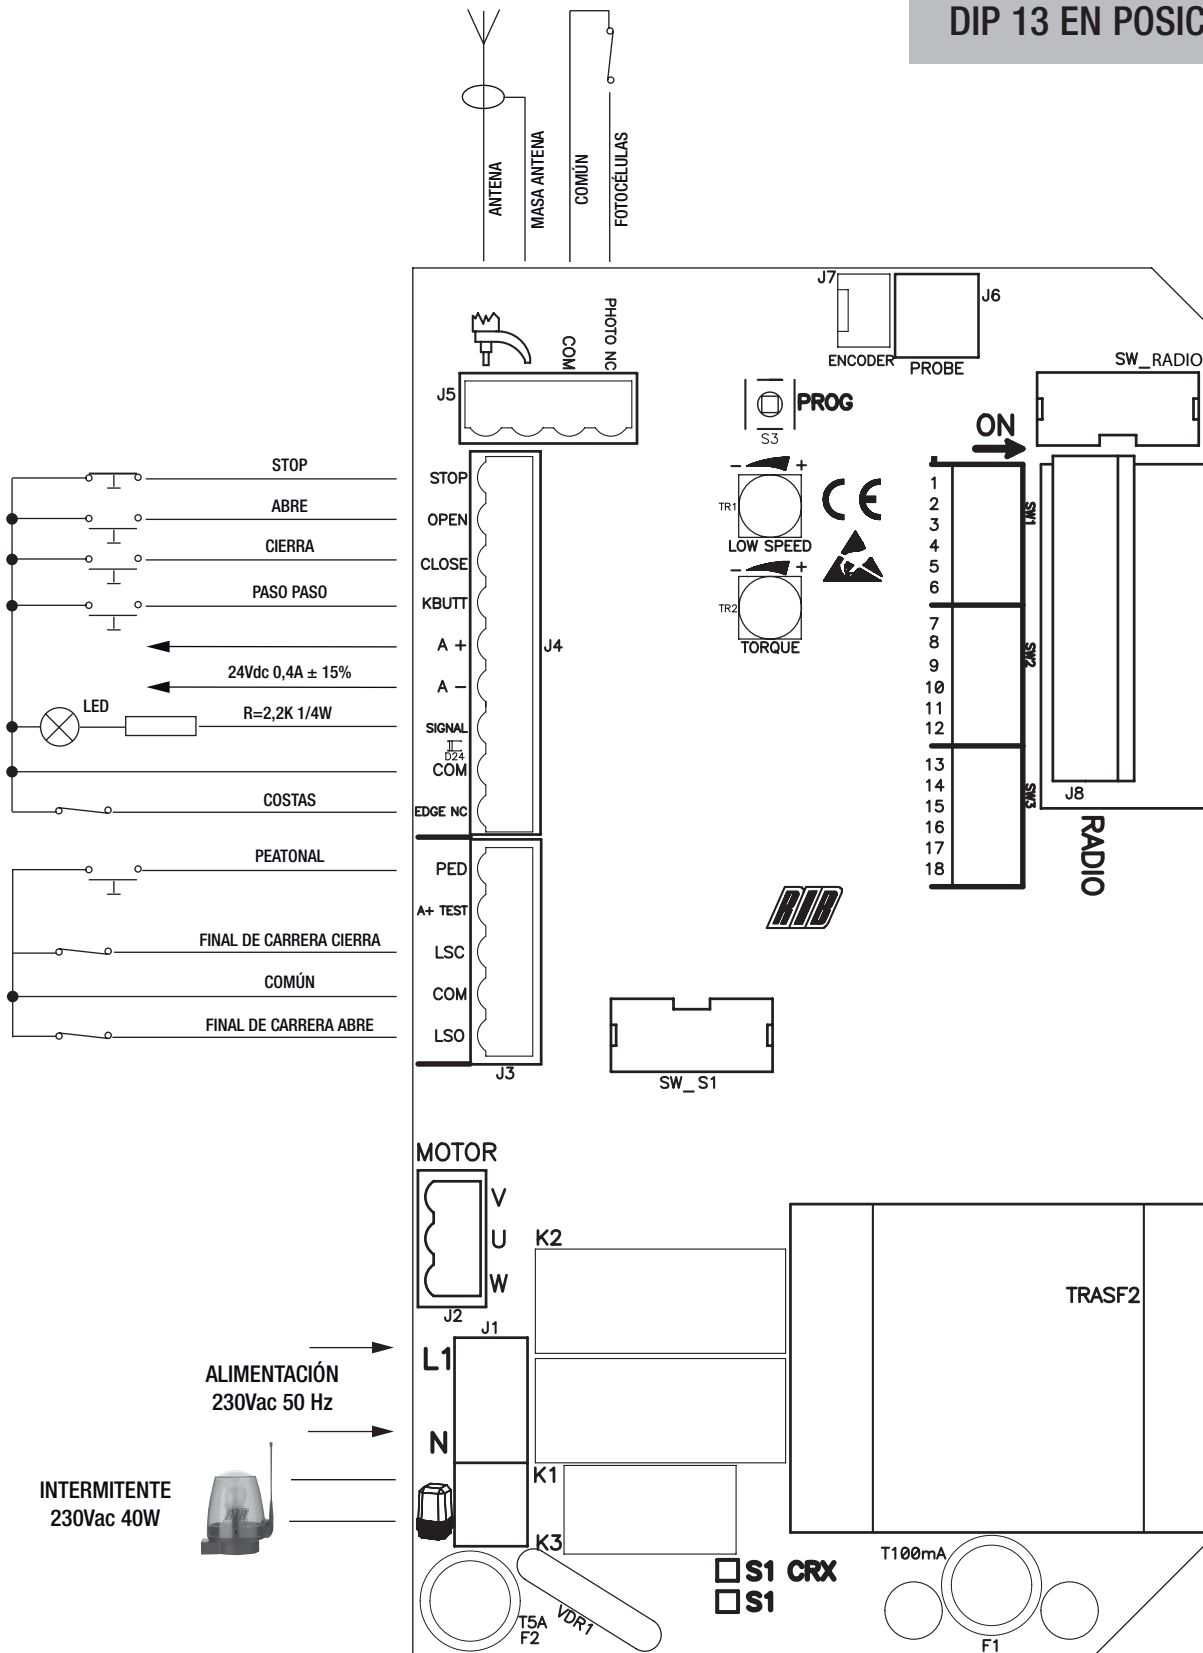 DIP 13 EN POSIC
ANTENA
MASA ANTENA
COMÚN
FOTOCÉLULAS
J7
J6
PHOTO NC
COM
ENCODER
PROBE
SW_RADIO
J5
PROG
S3
ON
STOP
STOP
ABRE
OPEN
CIERRA
CLOSE
PASO PASO
KBUTT
A +
24Vdc 0,4A ± 15%
A -
LED
R=2,2K 1/4W
SIGNAL
D24
COM
COSTAS
EDGE NC
J4
- +
TR1
LOW SPEED
- +
TR2
TORQUE
CE
1
2
3
4
5
6
SW1
7
8
9
10
11
12
SW2
13
14
15
16
17
18
SW3
J8
RADIO
PEATONAL
PED
A+ TEST
FINAL DE CARRERA CIERRA
LSC
COMÚN
COM
FINAL DE CARRERA ABRE
LSO
J3
RIB
SW_S1
MOTOR
V
U
W
J2
K2
J1
L1
ALIMENTACIÓN
230Vac 50 Hz
N
TRASF2
INTERMITENTE
230Vac 40W
RIB
K1
K3
S1 CRX
S1
T5A
F2
VDR1
T100mA
F1